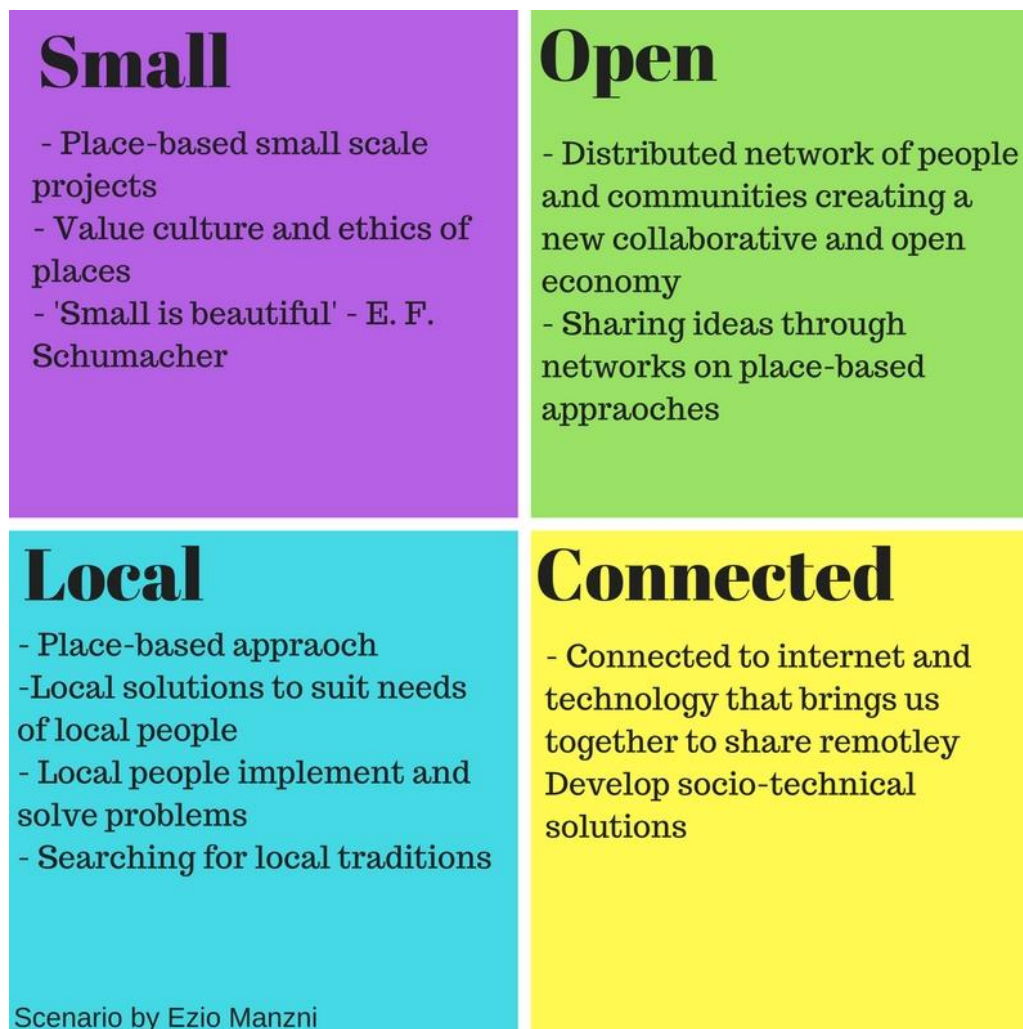 Small
- Place-based small scale
projects
- Value culture and ethics of
places
- 'Small is beautiful' - E. F.
Schumacher
Open
- Distributed network of people
and communities creating a
new collaborative and open
economy
- Sharing ideas through
networks on place-based
appraoches
Local
- Place-based appraoch
-Local solutions to suit needs
of local people
- Local people implement and
solve problems
- Searching for local traditions
Scenario by Ezio Manzni
Connected
- Connected to internet and
technology that brings us
together to share remotley
Develop socio-technical
solutions